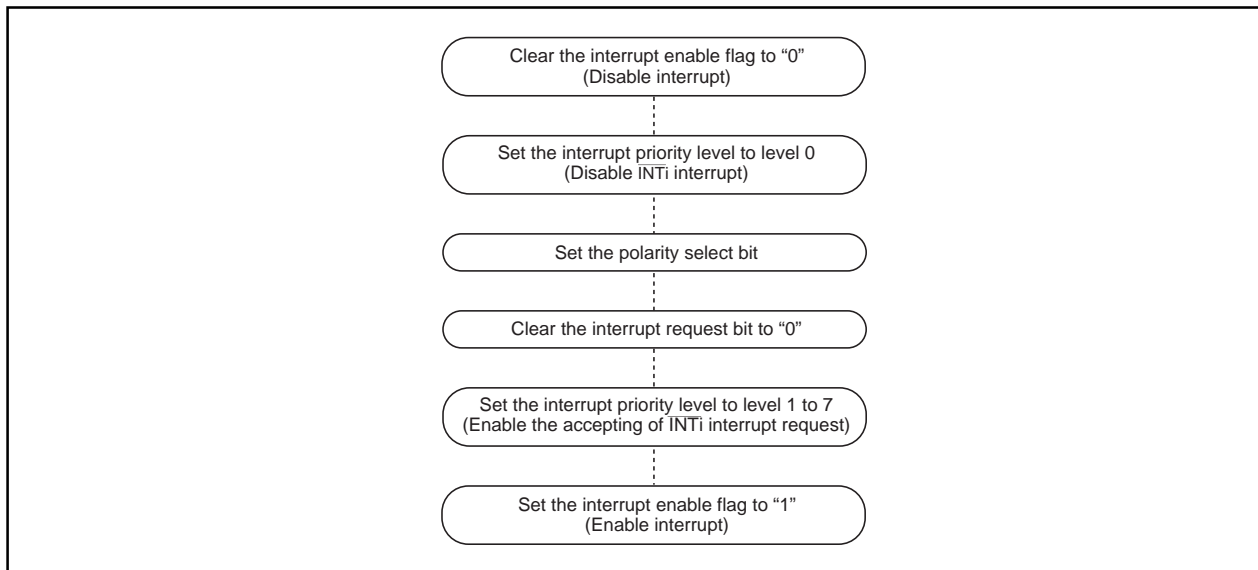 Clear the interrupt enable flag to “0”
(Disable interrupt)
Set the interrupt priority level to level 0
(Disable INTi interrupt)
Set the polarity select bit
Clear the interrupt request bit to “0”
Set the interrupt priority level to level 1 to 7
(Enable the accepting of INTi interrupt request)
Set the interrupt enable flag to “1”
(Enable interrupt)